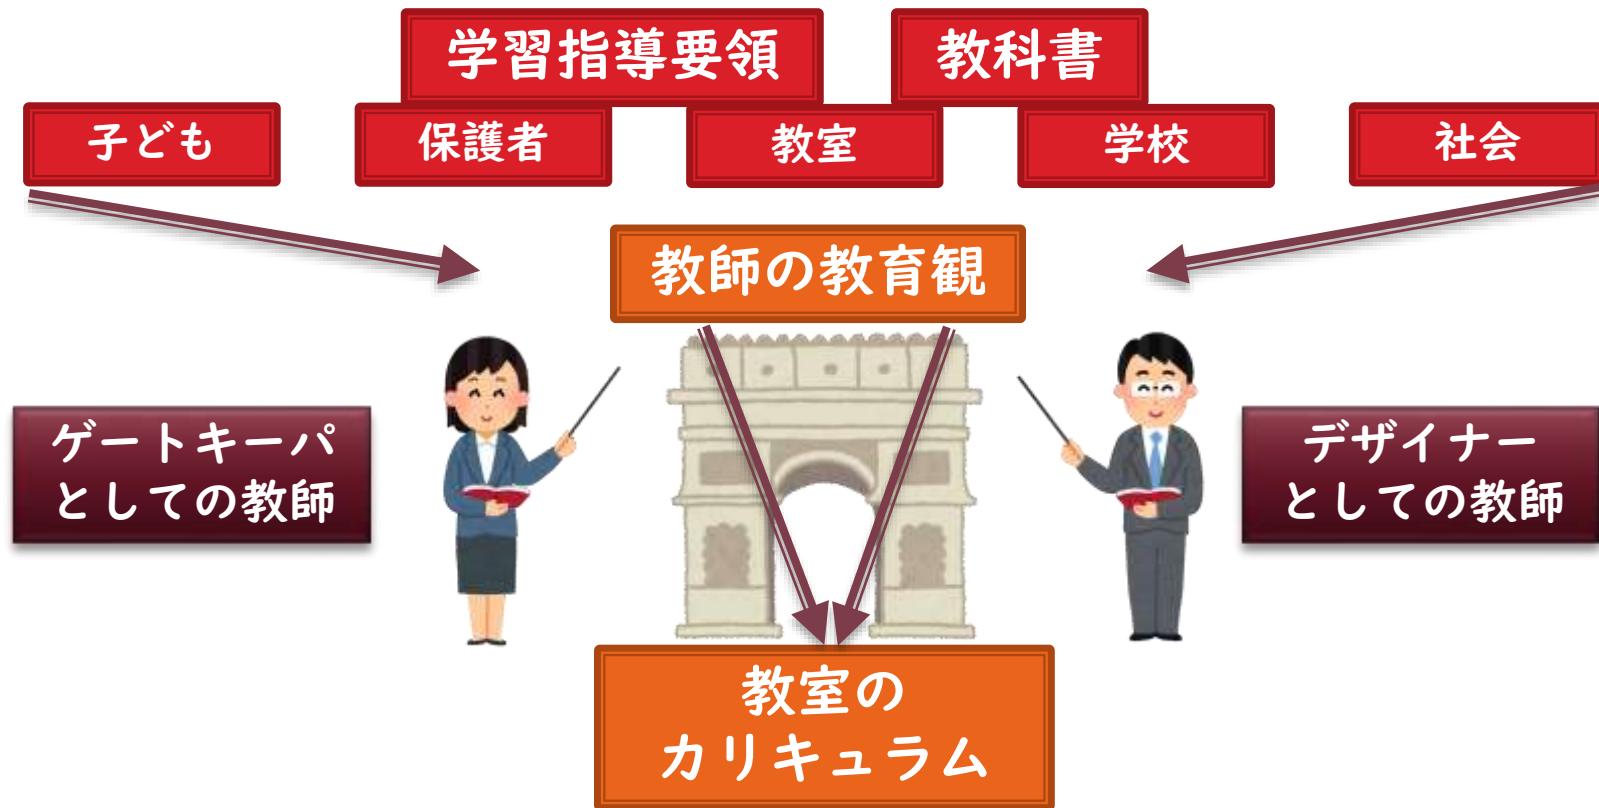 学習指導要領
教科書
子ども
保護者
教室
学校
社会
教師の教育観
ゲートキーパ
としての教師
デザイナー
としての教師
教室の
カリキュラム